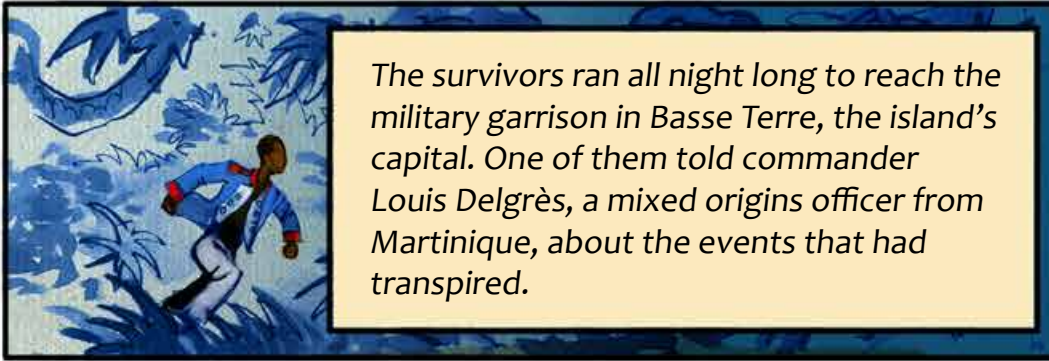 The survivors ran all night long to reach the
military garrison in Basse Terre, the island’s
capital. One of them told commander
Louis Delgrès, a mixed origins officer from
Martinique, about the events that had
transpired.